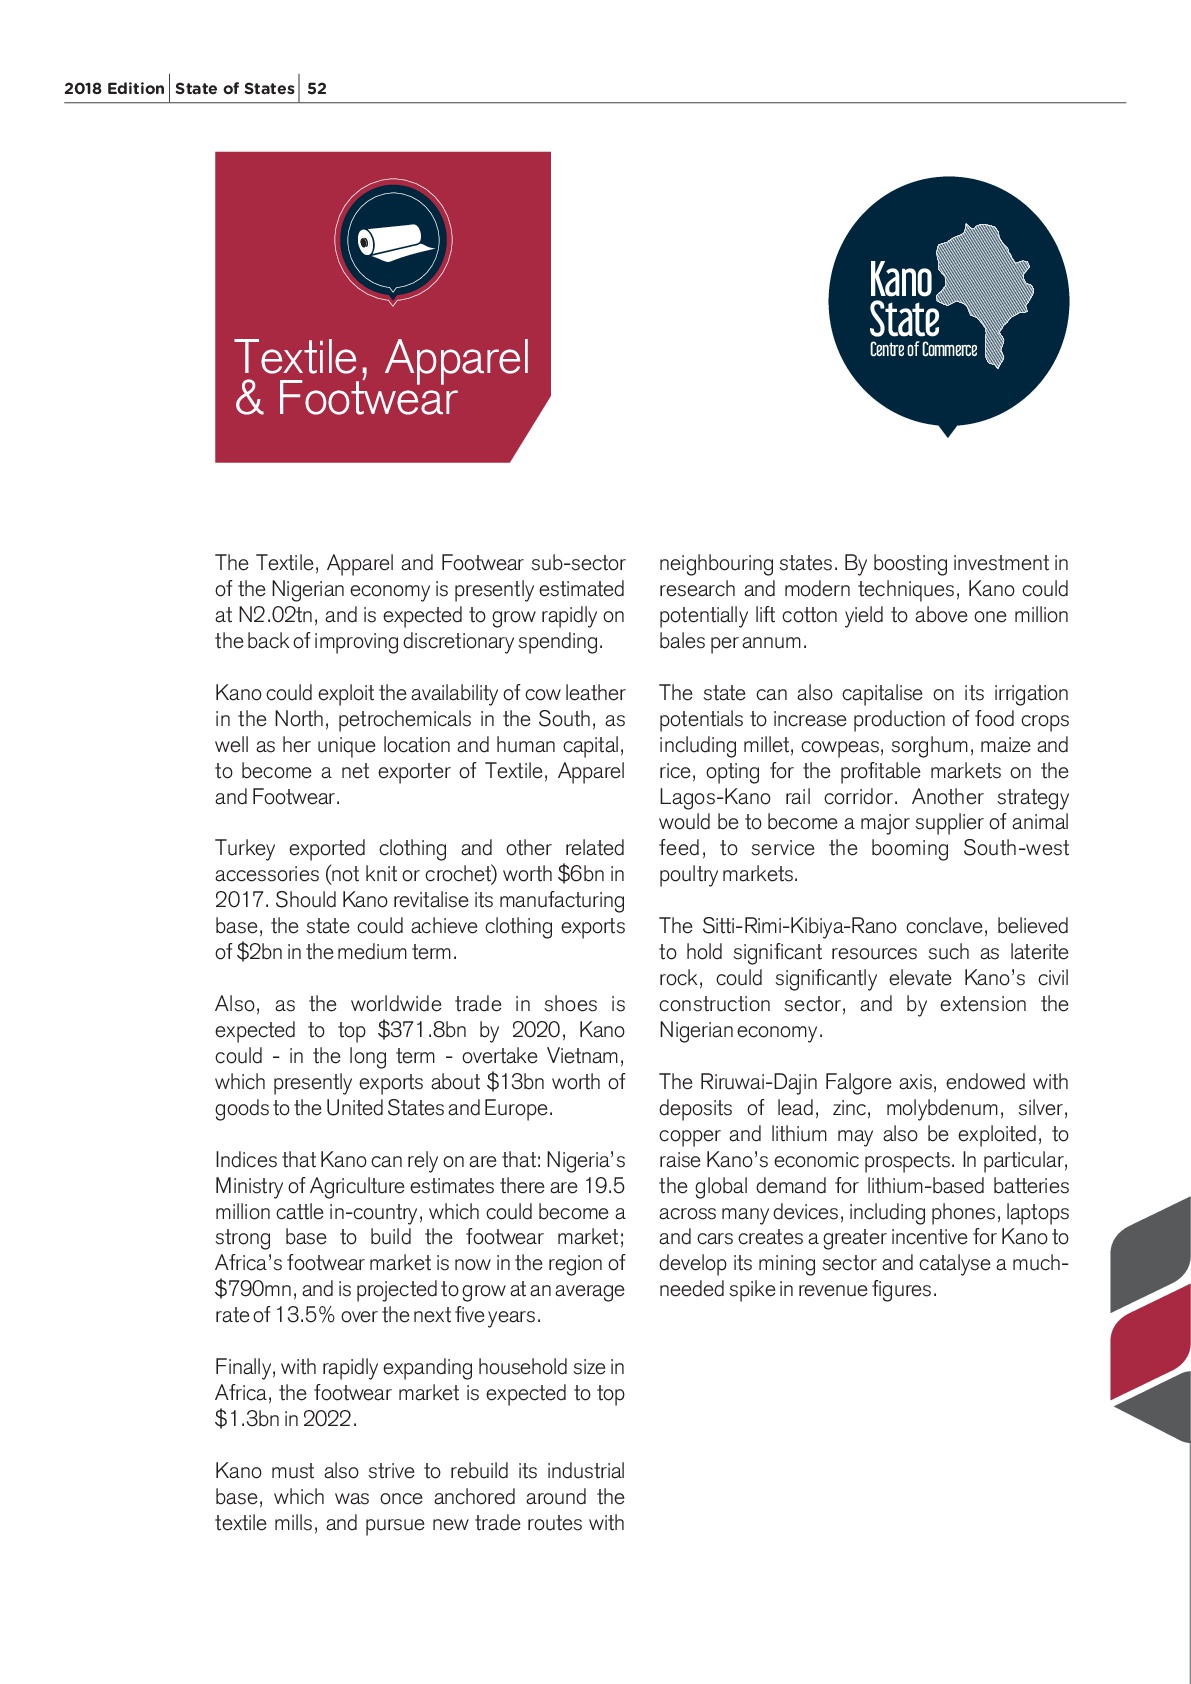 2018 Edition State of States 52
Textile, Apparel
& Footwear
Kano
State
Centre of Commerce
The Textile, Apparel and Footwear sub-sector
of the Nigerian economy is presently estimated
at N2.02tn, and is expected to grow rapidly on
the back of improving discretionary spending.
Kano could exploit the availability of cow leather
in the North, petrochemicals in the South, as
well as her unique location and human capital,
to become a net exporter of Textile, Apparel
and Footwear.
Turkey exported clothing and other related
accessories (not knit or crochet) worth $6bn in
2017. Should Kano revitalise its manufacturing
base, the state could achieve clothing exports
of $2bn in the medium term.
Also, as the worldwide trade in shoes is
expected to top $371.8bn by 2020, Kano
could - in the long term - overtake Vietnam,
which presently exports about $13bn worth of
goods to the United States and Europe.
Indices that Kano can rely on are that: Nigeria's
Ministry of Agriculture estimates there are 19.5
million cattle in-country, which could become a
strong base to build the footwear market;
Africa's footwear market is now in the region of
$790mn, and is projected to grow at an average
rate of 13.5% over the next five years.
Finally, with rapidly expanding household size in
Africa, the footwear market is expected to top
$1.3bn in 2022.
Kano must also strive to rebuild its industrial
base, which was once anchored around the
textile mills, and pursue new trade routes with
neighbouring states. By boosting investment in
research and modern techniques, Kano could
potentially lift cotton yield to above one million
bales per annum.
The state can also capitalise on its irrigation
potentials to increase production of food crops
including millet, cowpeas, sorghum, maize and
rice, opting for the profitable markets on the
Lagos-Kano rail corridor. Another strategy
would be to become a major supplier of animal
feed, to service the booming South-west
poultry markets.
The Sitti-Rimi-Kibiya-Rano conclave, believed
to hold significant resources such as laterite
rock, could significantly elevate Kano's civil
construction sector, and by extension the
Nigerian economy.
The Riruwai-Dajin Falgore axis, endowed with
deposits of lead, zinc, molybdenum, silver,
copper and lithium may also be exploited, to
raise Kano's economic prospects. In particular,
the global demand for lithium-based batteries
across many devices, including phones, laptops
and cars creates a greater incentive for Kano to
develop its mining sector and catalyse a much-
needed spike in revenue figures.